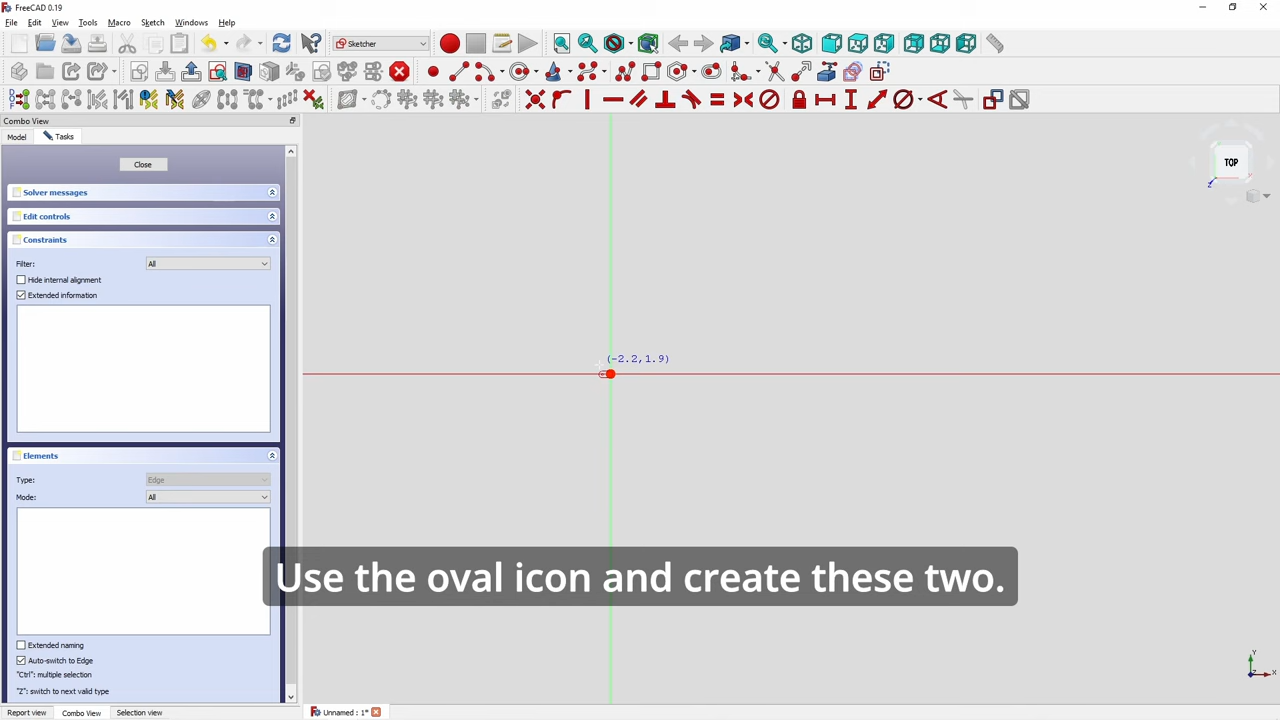 FreeCAD 0.19
File Edit View Tools Macro Sketch Windows Help
Sketcher
Combo View
Model Tasks
Close
Solver messages
Edit controls
Constraints
Filter: All
Hide internal alignment
Extended information
Elements
Type: Edge
Mode: All
Extended naming
Auto-switch to Edge
"Ctrl": multiple selection
"Z": switch to next valid type
Report view Combo View Selection view
(-2.2,1.9)
TOP
Y
X
Z
Use the oval icon and create these two.
Unnamed : 1*